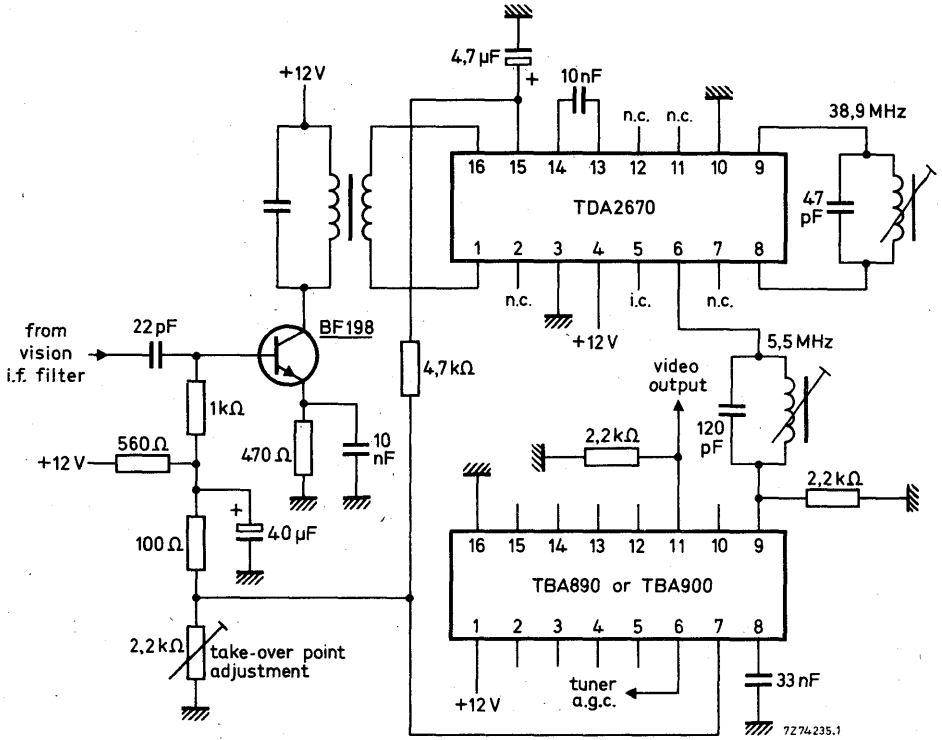 4,7 µF
+
+12 V
10 nF
n.c. n.c.
38,9 MHz
16 15 14 13 12 11 10 9
TDA2670
47 pF
1 2 3 4 5 6 7 8
n.c. i.c. n.c.
+12 V
from
vision
i.f. filter
22 pF
BF198
4,7 kΩ
video
output
5,5 MHz
1 kΩ
560 Ω
+12 V
470 Ω
10 nF
2,2 kΩ
120 pF
2,2 kΩ
+
40 µF
100 Ω
16 15 14 13 12 11 10 9
TBA890 or TBA900
1 2 3 4 5 6 7 8
2,2 kΩ
take-over point
adjustment
+12 V
tuner
a.g.c.
33 nF
7Z74235.1